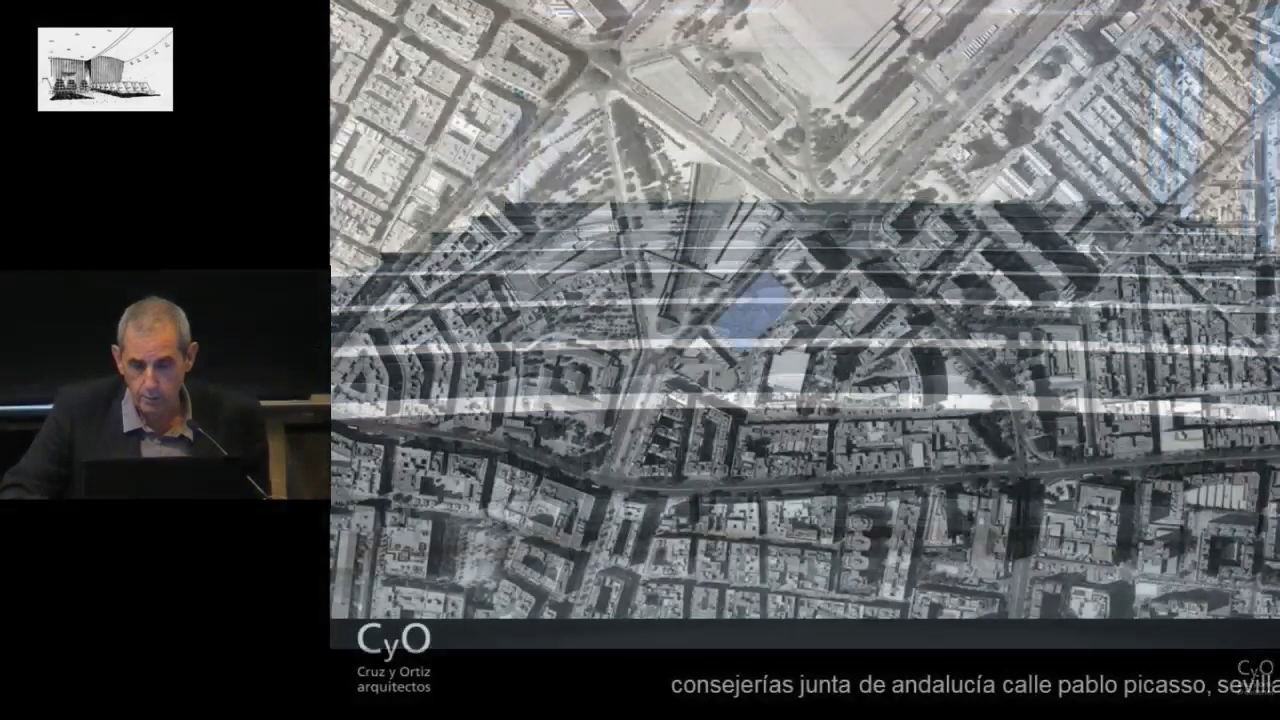 CyO
Cruz y Ortiz
arquitectos
consejerías junta de andalucía calle pablo picasso, sevilla
CyO